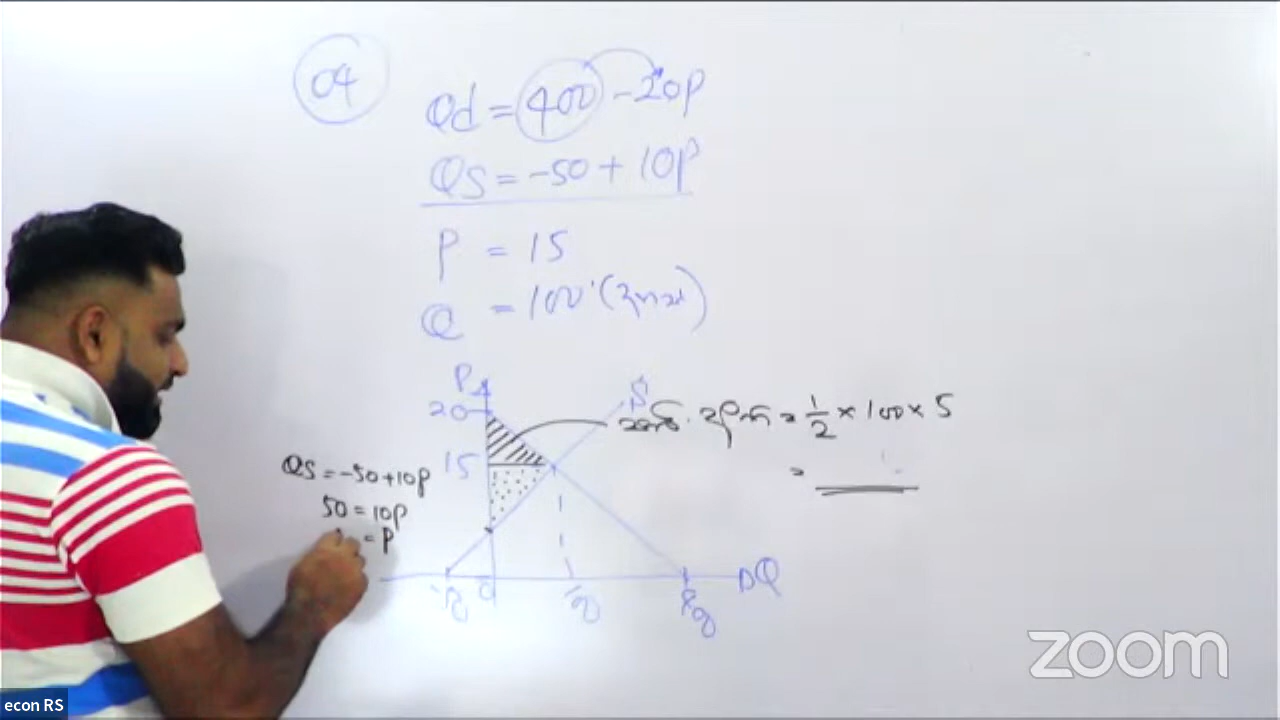 04
Qd = 400 - 20P
QS = -50 + 10P
P = 15
Q = 100
P
20
S
= 1/2 × 100 × 5
=
15
QS = -50+10P
50 = 10P
= P
-50
0
100
400
DQ
zoom
econ RS